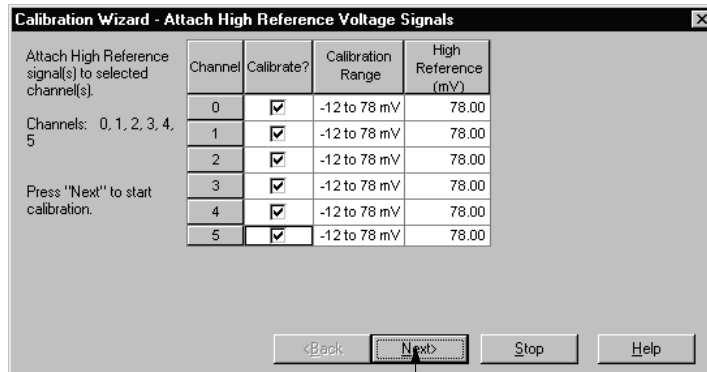 Calibration Wizard - Attach High Reference Voltage Signals
Attach High Reference
signal(s) to selected
channel(s).
Channels: 0, 1, 2, 3, 4,
5
Press "Next" to start
calibration.
Channel Calibrate? Calibration Range High Reference (mV)
0 -12 to 78 mV 78.00
1 -12 to 78 mV 78.00
2 -12 to 78 mV 78.00
3 -12 to 78 mV 78.00
4 -12 to 78 mV 78.00
5 -12 to 78 mV 78.00
<Back Next> Stop Help